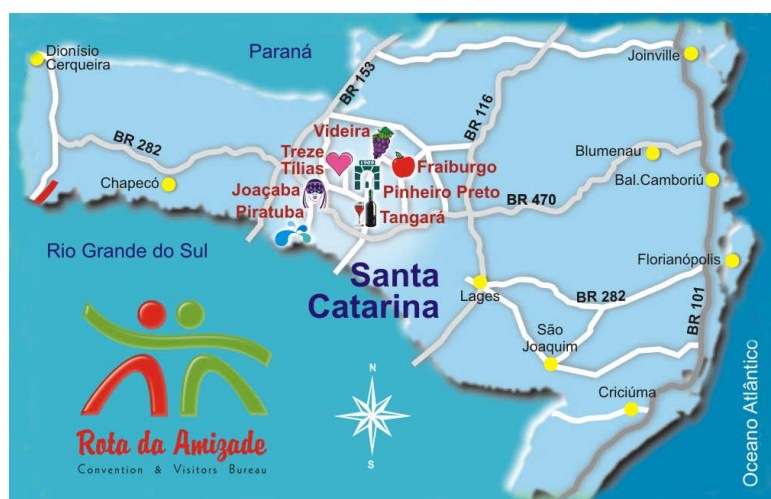 Dionísio
Cerqueira
Paraná
Joinville
BR 153
BR 116
Videira
BR 282
Treze
Tílias
Fraiburgo
Blumenau
Chapecó
Joaçaba
Pinheiro Preto
Bal.Camboriú
Piratuba
Tangará
BR 470
Rio Grande do Sul
Florianópolis
Santa
Catarina
Lages
BR 282
BR 101
São
Joaquim
Criciúma
Oceano Atlântico
N
S
Rota da Amizade
Convention & Visitors Bureau